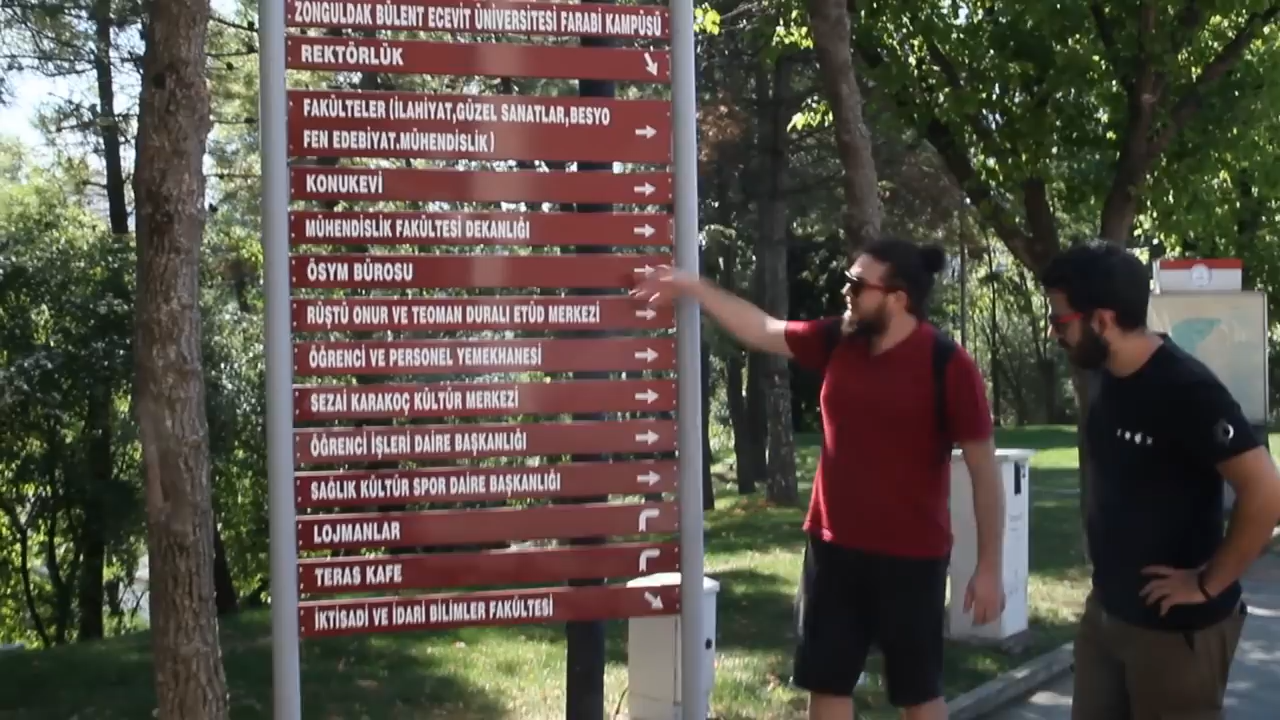 ZONGULDAK BÜLENT ECEVİT ÜNİVERSİTESİ FARABİ KAMPÜSÜ
REKTÖRLÜK
FAKÜLTELER (İLAHİYAT,GÜZEL SANATLAR,BESYO
FEN EDEBİYAT.MÜHENDİSLİK)
KONUKEVİ
MÜHENDİSLİK FAKÜLTESİ DEKANLIĞI
ÖSYM BÜROSU
RÜŞTÜ ONUR VE TEOMAN DURALI ETÜD MERKEZİ
ÖĞRENCİ VE PERSONEL YEMEKHANESİ
SEZAİ KARAKOÇ KÜLTÜR MERKEZİ
ÖĞRENCİ İŞLERİ DAİRE BAŞKANLIĞI
SAĞLIK KÜLTÜR SPOR DAİRE BAŞKANLIĞI
LOJMANLAR
TERAS KAFE
İKTİSADİ VE İDARİ BİLİMLER FAKÜLTESİ